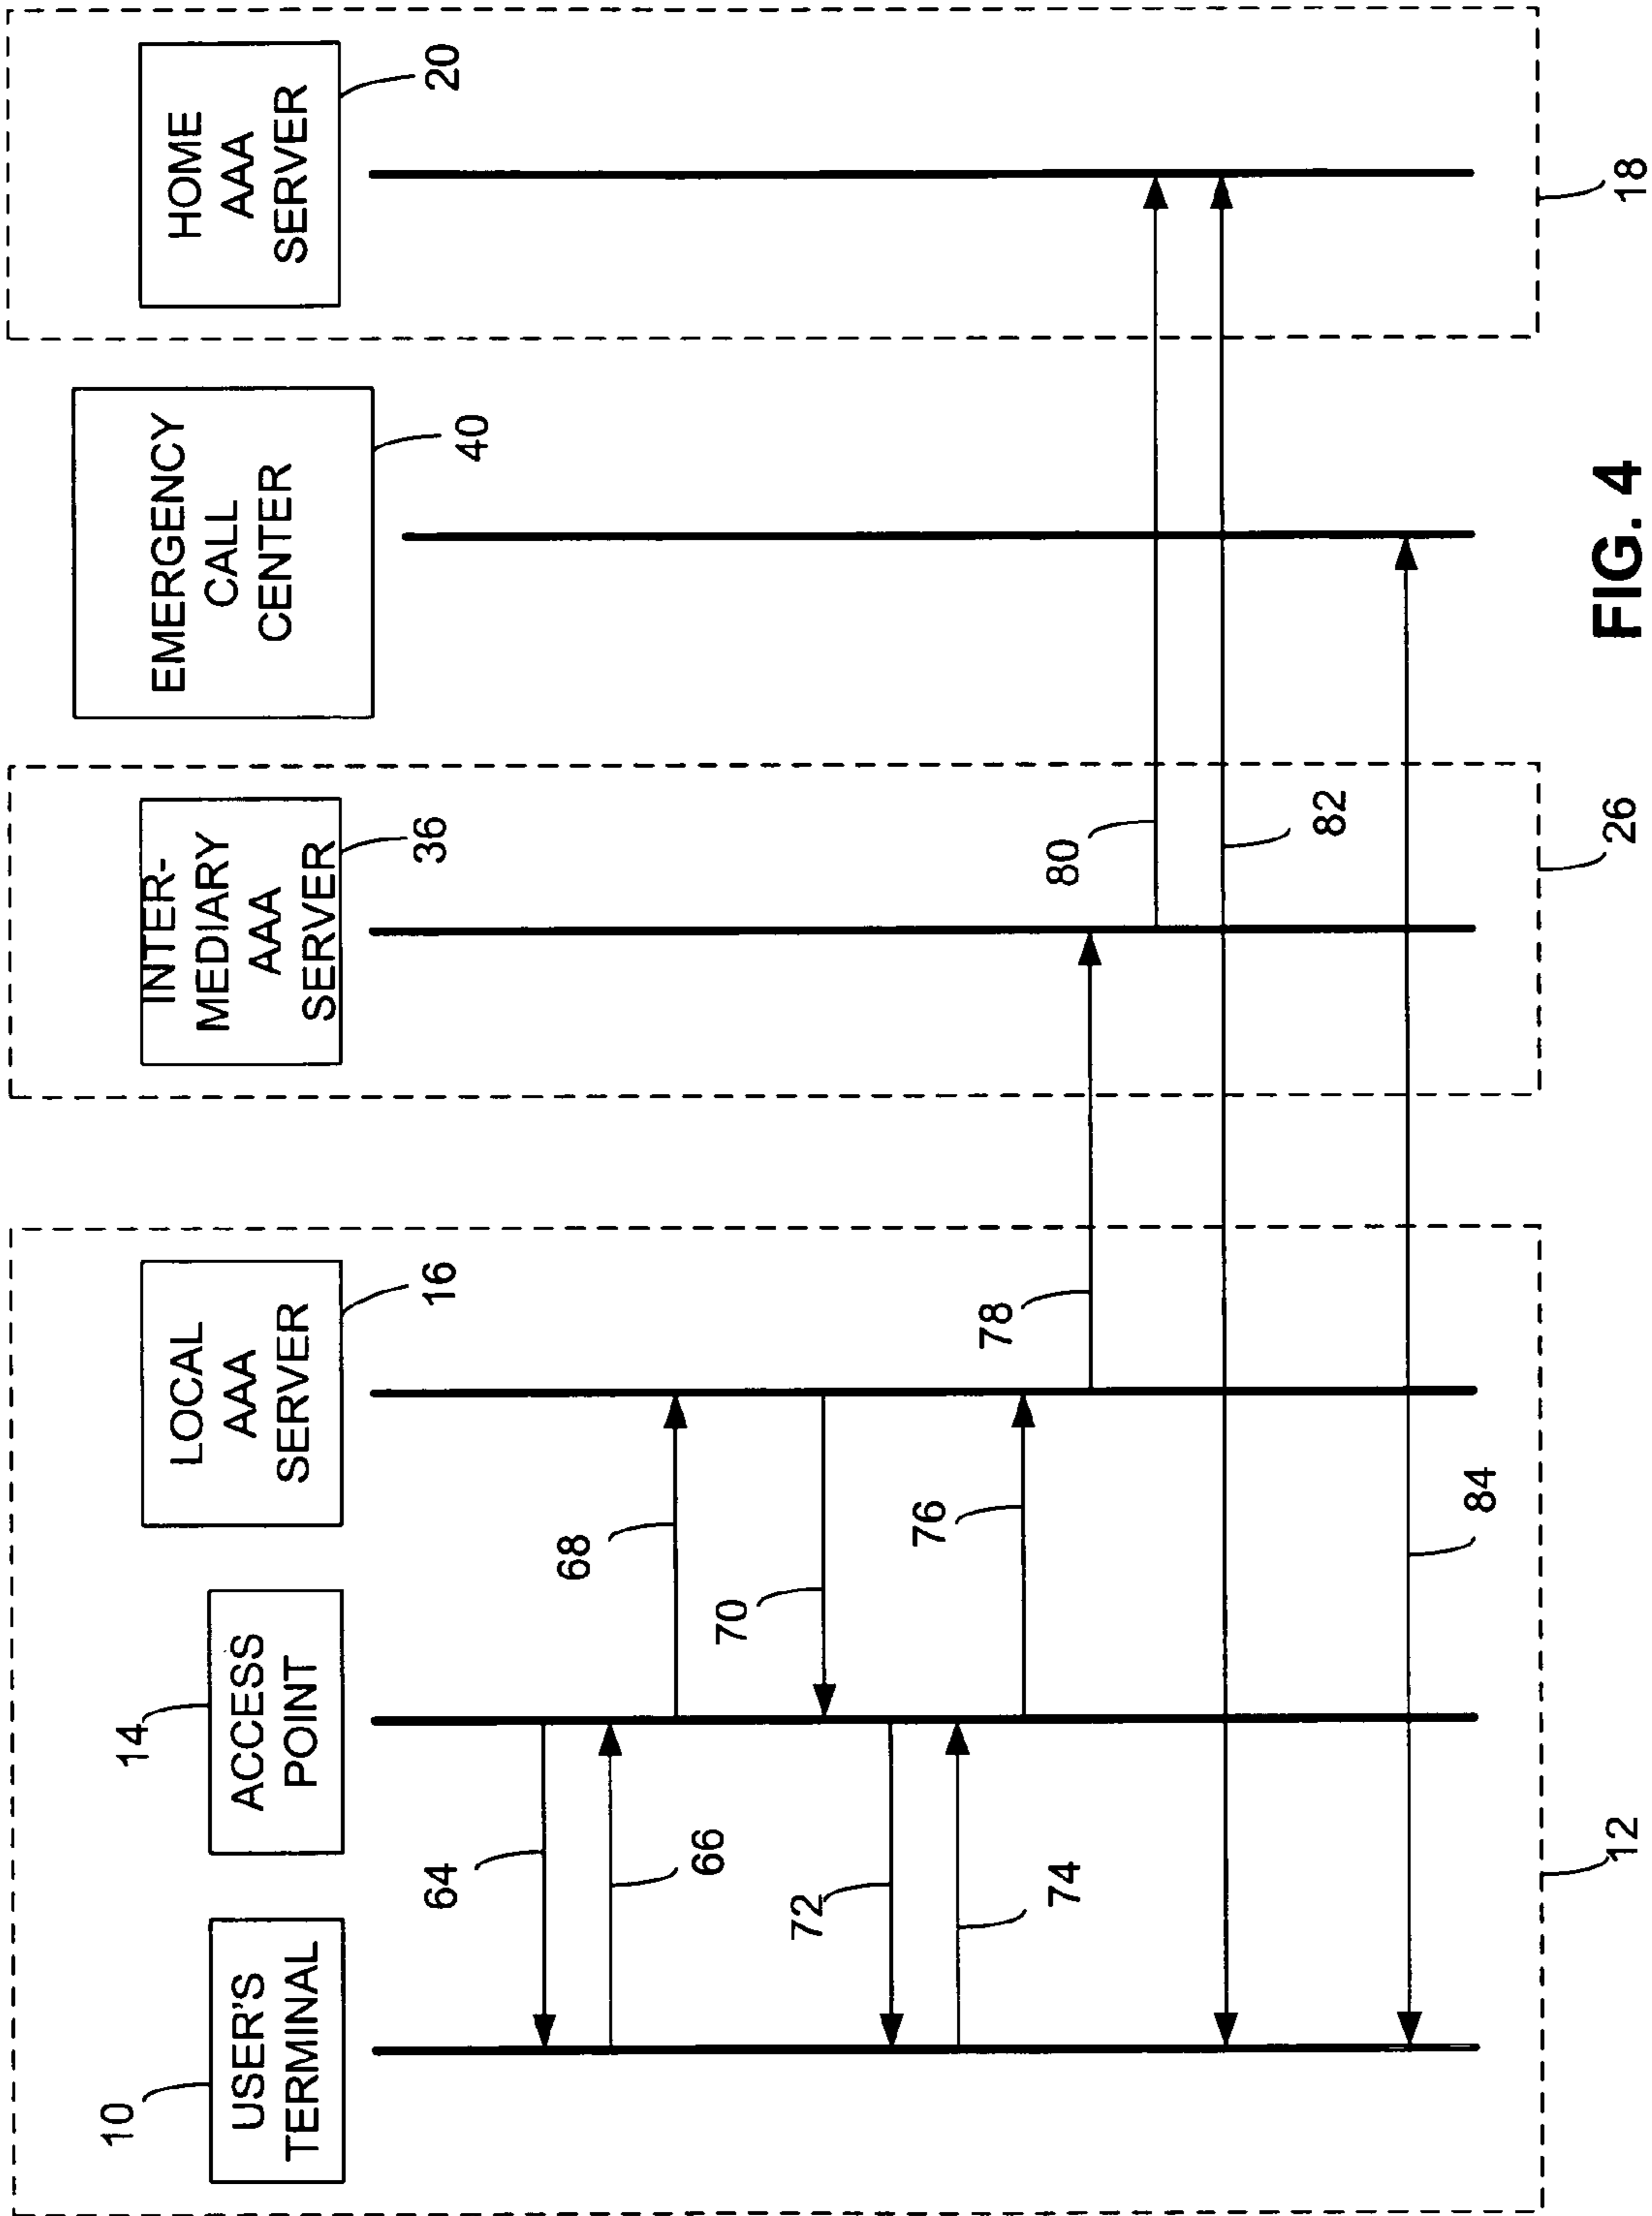 10
USER'S
TERMINAL
14
ACCESS
POINT
LOCAL
AAA
SERVER
16
INTER-
MEDIARY
AAA
SERVER
36
EMERGENCY
CALL
CENTER
40
HOME
AAA
SERVER
20
64
66
68
70
72
74
76
78
80
82
84
12
26
18
FIG. 4